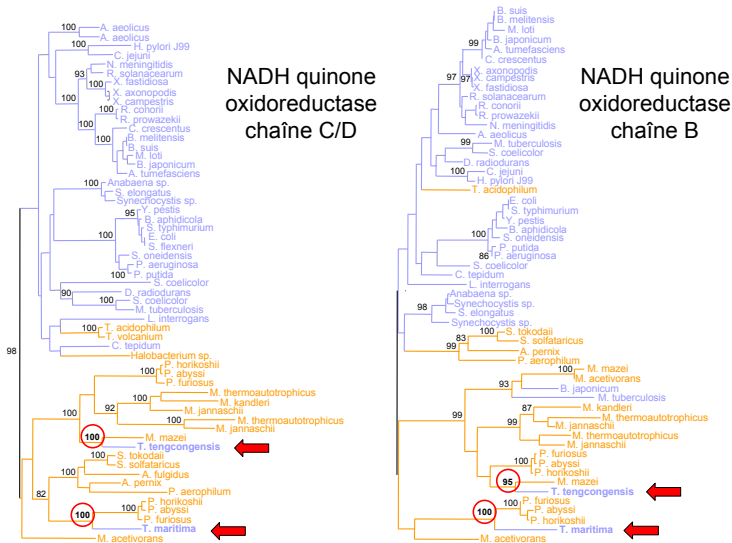 NADH quinone
oxidoreductase
chaîne C/D
100
A. aeolicus
A. aeolicus
H. pylori J99
100
C. jejuni
N. meningitidis
93
R. solanacearum
X. fastidiosa
100
X. axonopodis
100
X. campestris
R. conorii
100
R. prowazekii
C. crescentus
100
B. melitensis
B. suis
M. loti
B. japonicum
A. tumefasciens
100
Anabaena sp.
S. elongatus
Synechocystis sp.
Y. pestis
95
B. aphidicola
S. typhimurium
100
E. coli
S. flexneri
S. oneidensis
P. aeruginosa
100
P. putida
S. coelicolor
90
D. radiodurans
S. coelicolor
100
M. tuberculosis
L. interrogans
T. acidophilum
100
T. volcanium
C. tepidum
98
Halobacterium sp.
P. horikoshii
100
P. abyssi
P. furiosus
M. thermoautotrophicus
100
M. kandleri
92
M. jannaschii
M. thermoautotrophicus
100
M. jannaschii
100
M. mazei
T. tengcongensis
S. tokodaii
100
S. solfataricus
A. fulgidus
A. pernix
82
P. aerophilum
P. horikoshii
100
P. abyssi
100
P. furiosus
T. maritima
M. acetivorans
NADH quinone
oxidoreductase
chaîne B
B. suis
B. melitensis
M. loti
B. japonicum
A. tumefasciens
C. crescentus
X. axonopodis
97
97
X. campestris
X. fastidiosa
R. solanacearum
R. conorii
R. prowazekii
N. meningitidis
A. aeolicus
99
M. tuberculosis
S. coelicolor
D. radiodurans
100
C. jejuni
H. pylori J99
T. acidophilum
E. coli
S. typhimurium
Y. pestis
B. aphidicola
100
S. oneidensis
P. putida
86
P. aeruginosa
S. coelicolor
C. tepidum
L. interrogans
Anabaena sp.
98
Synechocystis sp.
S. elongatus
Synechocystis sp.
100
S. tokodaii
83
S. solfataricus
99
A. pernix
P. aerophilum
M. mazei
100
M. acetivorans
93
B. japonicum
M. tuberculosis
M. kandleri
87
99
M. thermoautotrophicus
99
M. jannaschii
M. thermoautotrophicus
M. jannaschii
P. furiosus
100
P. abyssi
99
P. horikoshii
95
M. mazei
T. tengcongensis
P. furiosus
100
P. abyssi
100
P. horikoshii
T. maritima
M. acetivorans